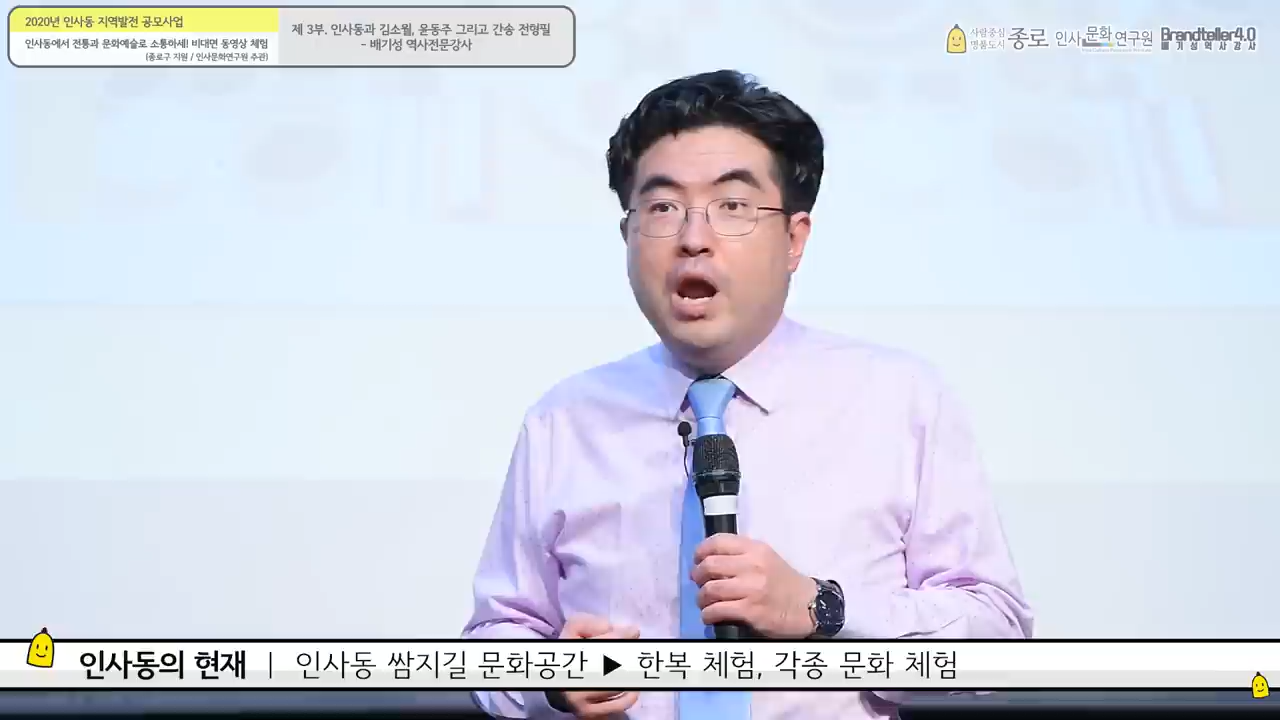 2020년 인사동 지역발전 공모사업
인사동에서 전통과 문화예술로 소통하세! 비대면 동영상 체험
(종로구 지원 / 인사문화연구원 주관)
제 3부. 인사동과 김소월, 윤동주 그리고 간송 전형필
- 배기성 역사전문강사
사람중심
명품도시
종로
인사문화연구원
Brandteller4.0
배기성역사강사
인사동의 현재 | 인사동 쌈지길 문화공간 ▶ 한복 체험, 각종 문화 체험